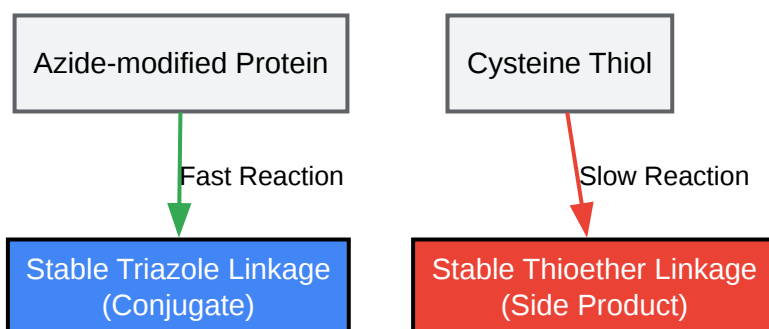 Azide-modified Protein
Cysteine Thiol
Fast Reaction
Slow Reaction
Stable Triazole Linkage
(Conjugate)
Stable Thioether Linkage
(Side Product)